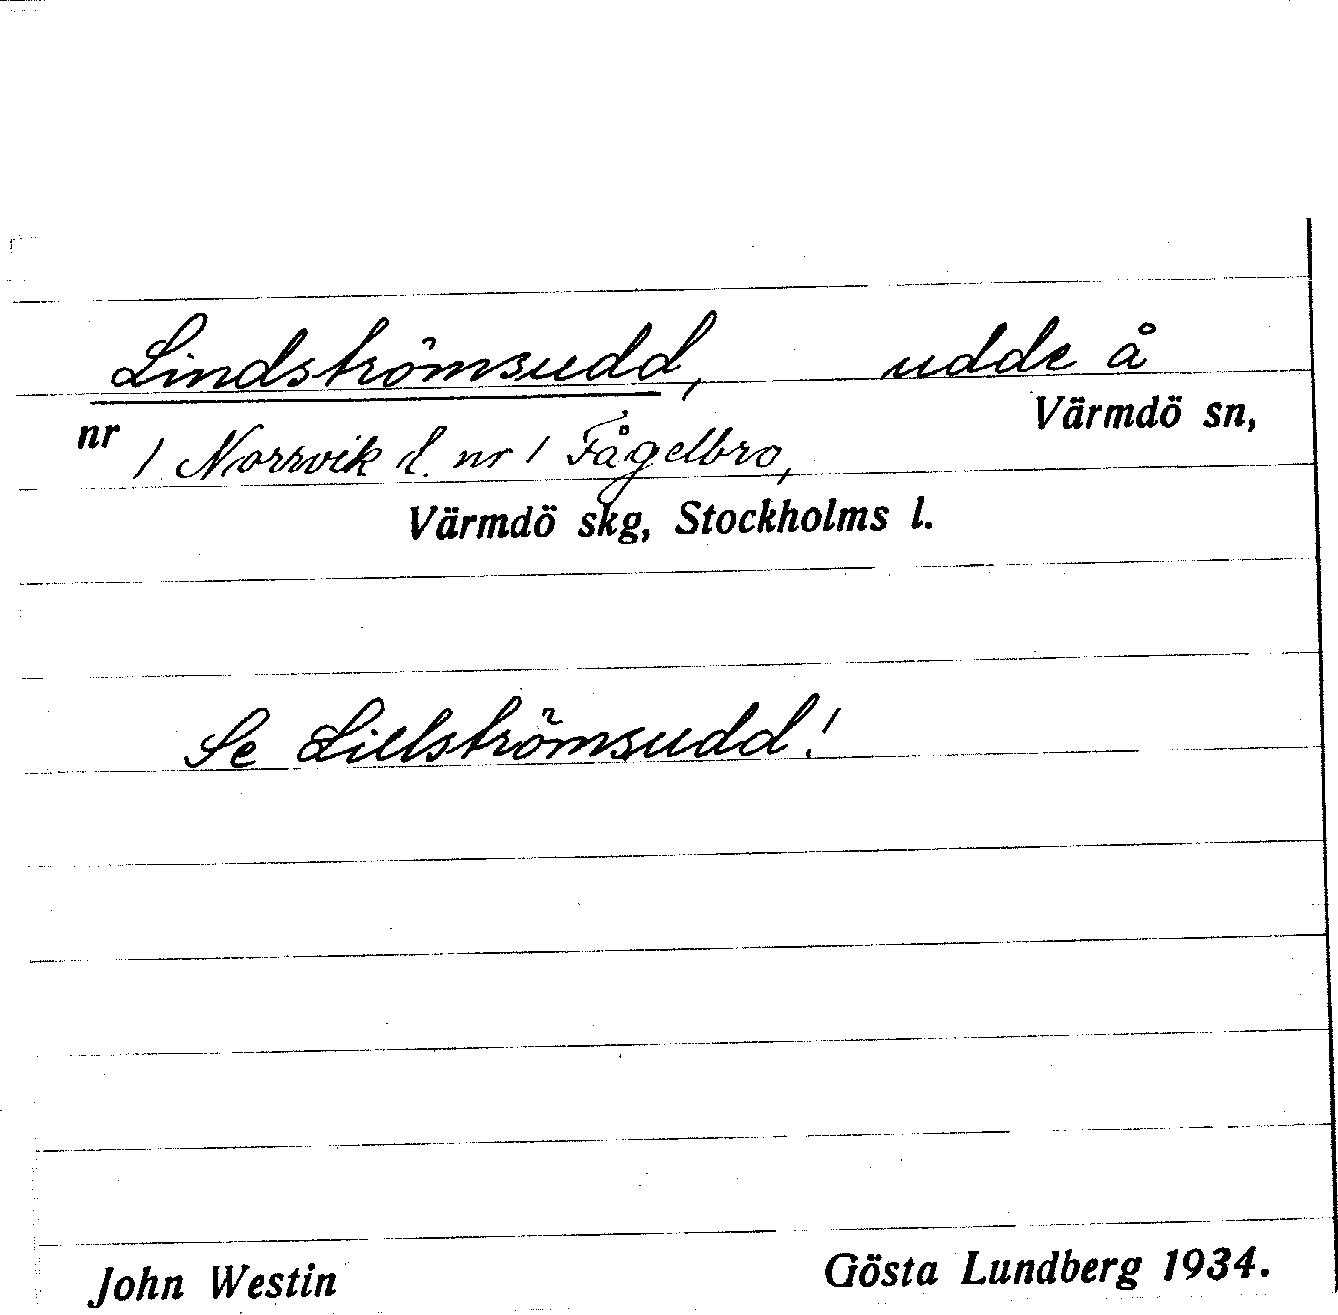 Lindströmsudd, udde å
nr 1 Norrvik l. nr 1 Fågelbro, Värmdö sn,
Värmdö skg, Stockholms l.
Se Lillströmsudd!
John Westin Gösta Lundberg 1934.